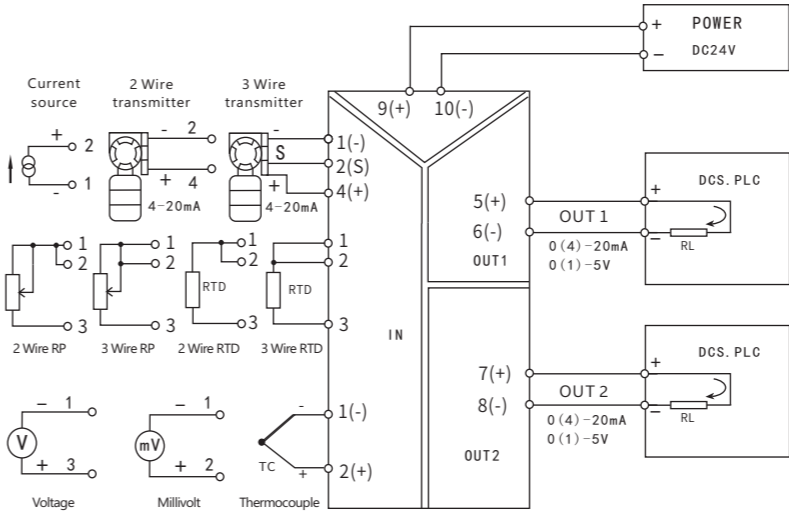 + POWER
- DC24V
Current source
2 Wire transmitter
3 Wire transmitter
9(+) 10(-)
+ 2
- 1
- 2
+ 4
4-20mA
-
S
+
4-20mA
1(-)
2(S)
4(+)
5(+)
6(-)
OUT1
OUT 1
0(4)-20mA
0(1)-5V
+ DCS.PLC
- RL
1
2
3
2 Wire RP
1
2
3
3 Wire RP
1
2
RTD
3
2 Wire RTD
1
2
RTD
3
3 Wire RTD
IN
7(+)
8(-)
OUT2
OUT 2
0(4)-20mA
0(1)-5V
+ DCS.PLC
- RL
- 1
V
+ 3
Voltage
- 1
mV
+ 2
Millivolt
- 1(-)
TC
+ 2(+)
Thermocouple